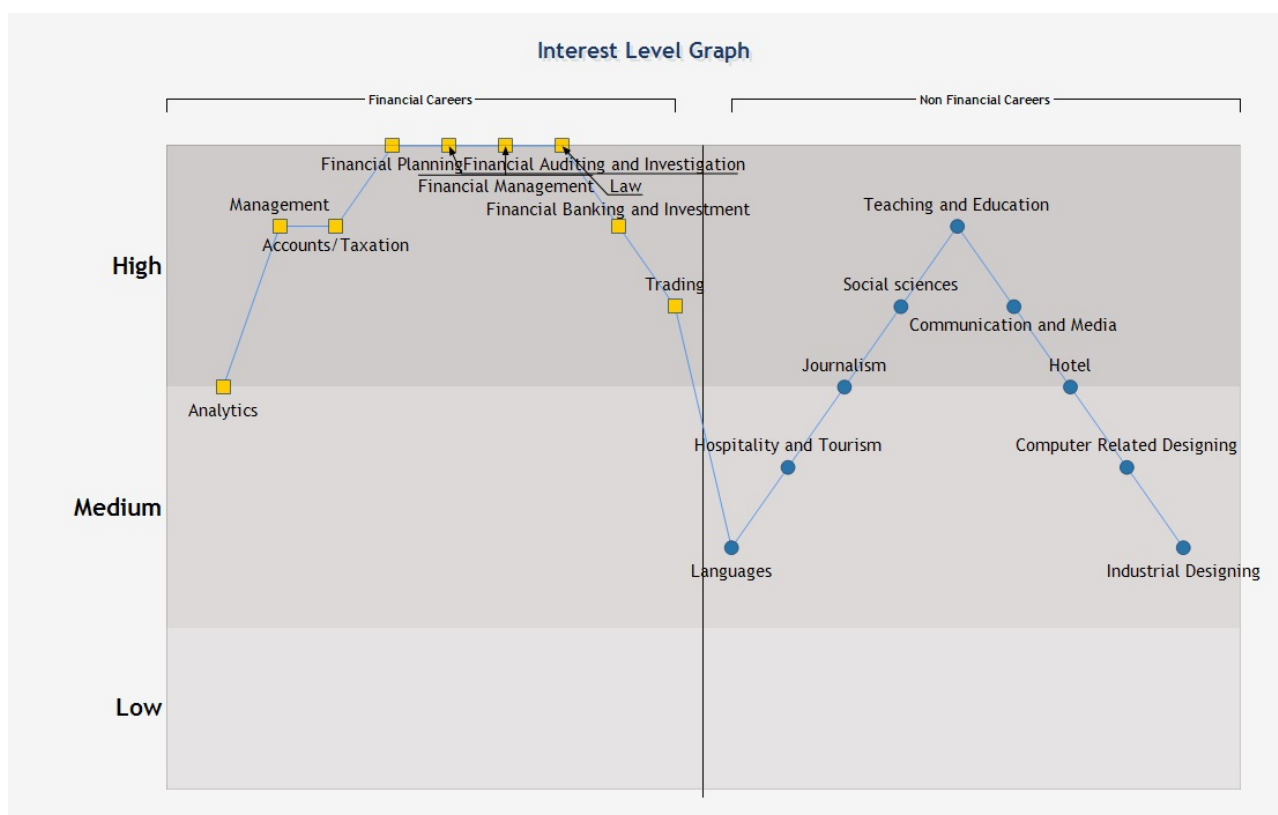 Interest Level Graph
Financial Careers
Non Financial Careers
Financial Planning
Financial Auditing and Investigation
Financial Management
Law
Management
Financial Banking and Investment
Teaching and Education
Accounts/Taxation
High
Trading
Social sciences
Communication and Media
Journalism
Hotel
Analytics
Hospitality and Tourism
Computer Related Designing
Medium
Languages
Industrial Designing
Low